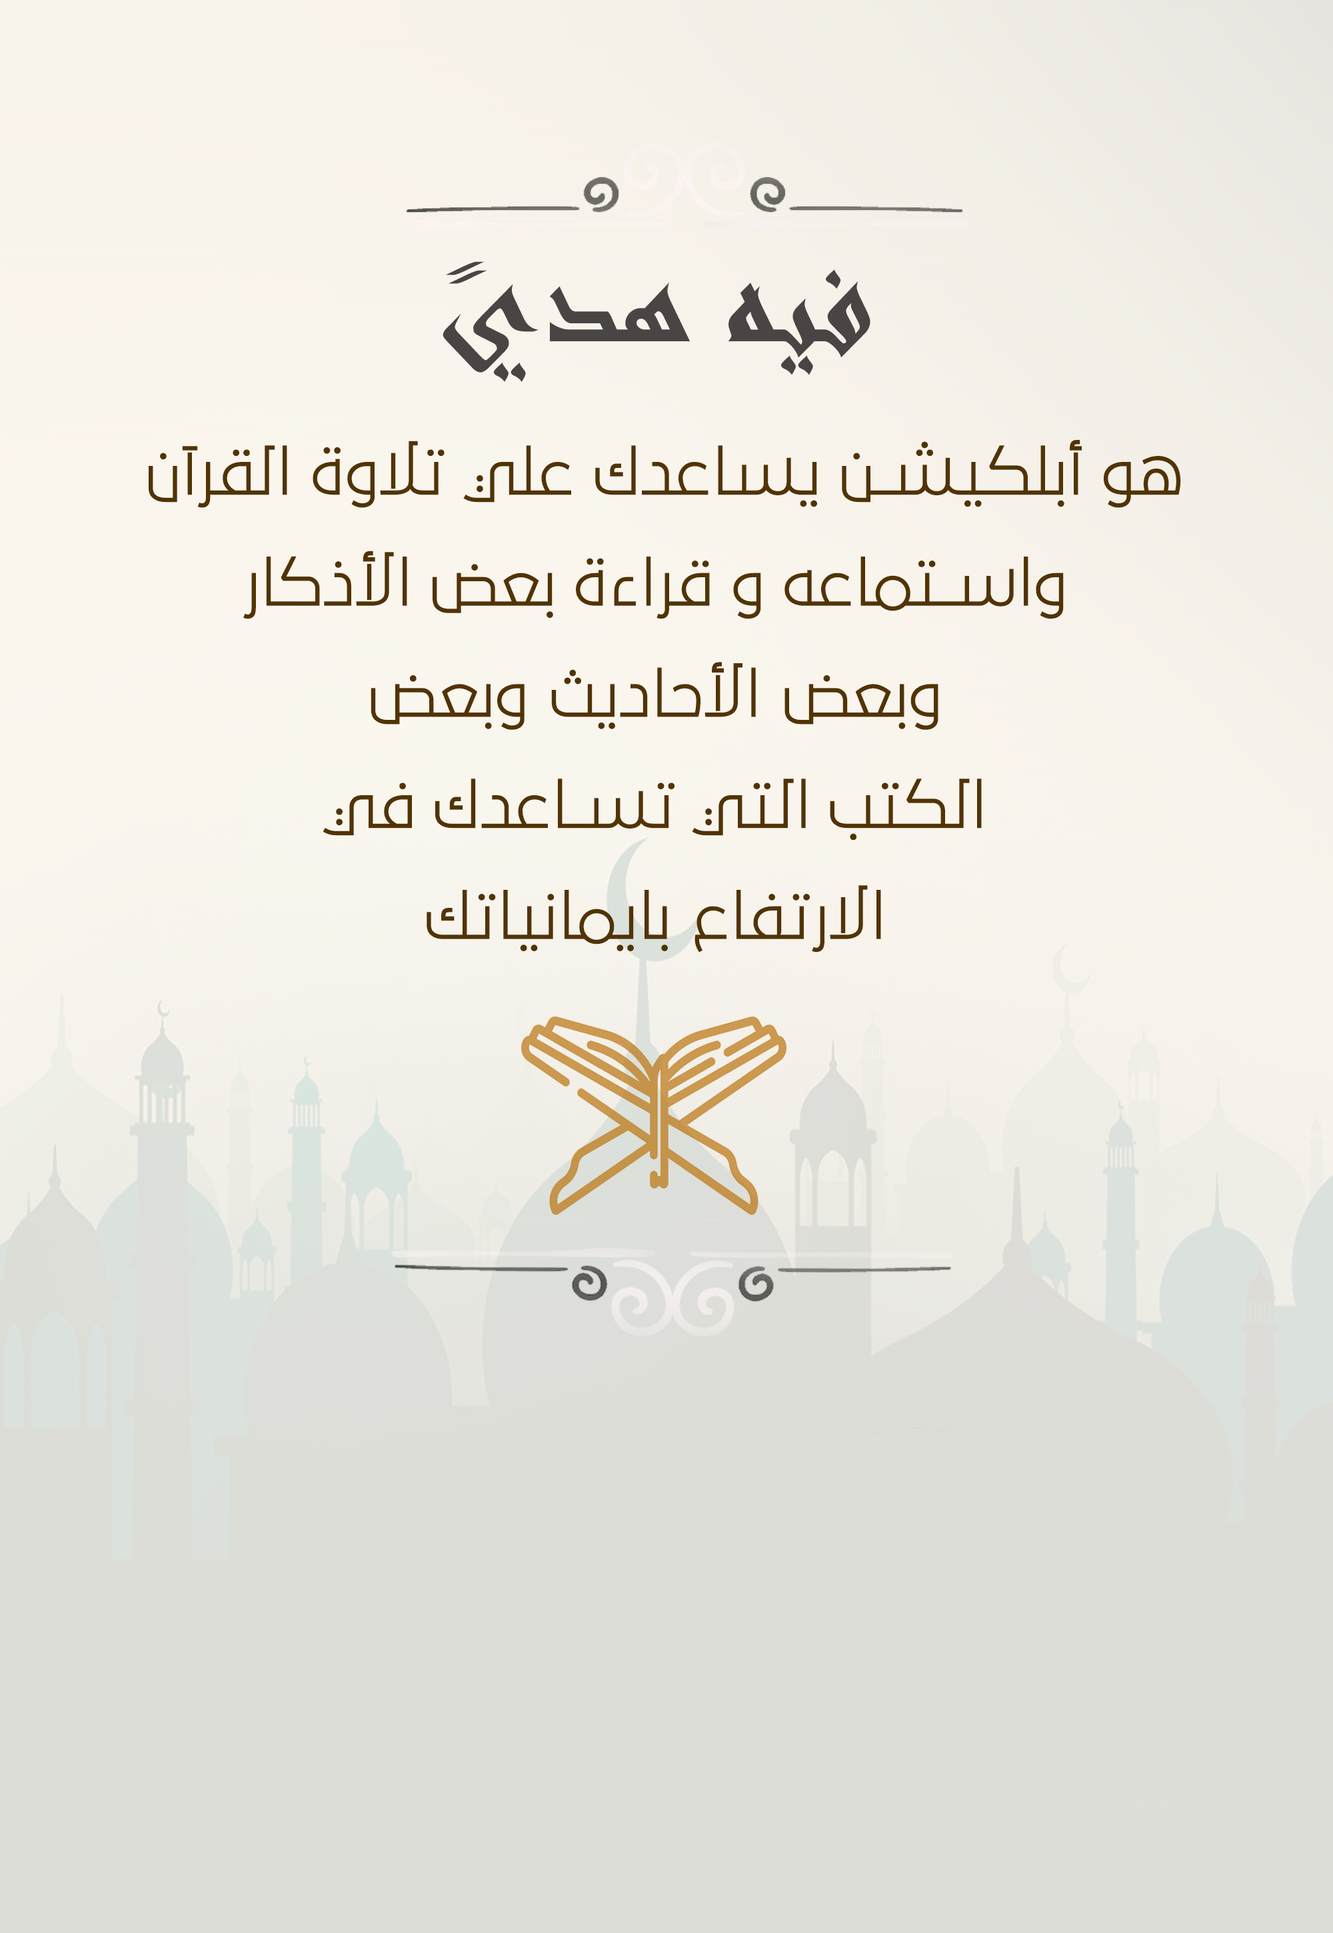 فيه هديً
هو أبلكيشن يساعدك علي تلاوة القرآن
واستماعه و قراءة بعض الأذكار
وبعض الأحاديث وبعض
الكتب التي تساعدك في
الارتفاع بايمانياتك